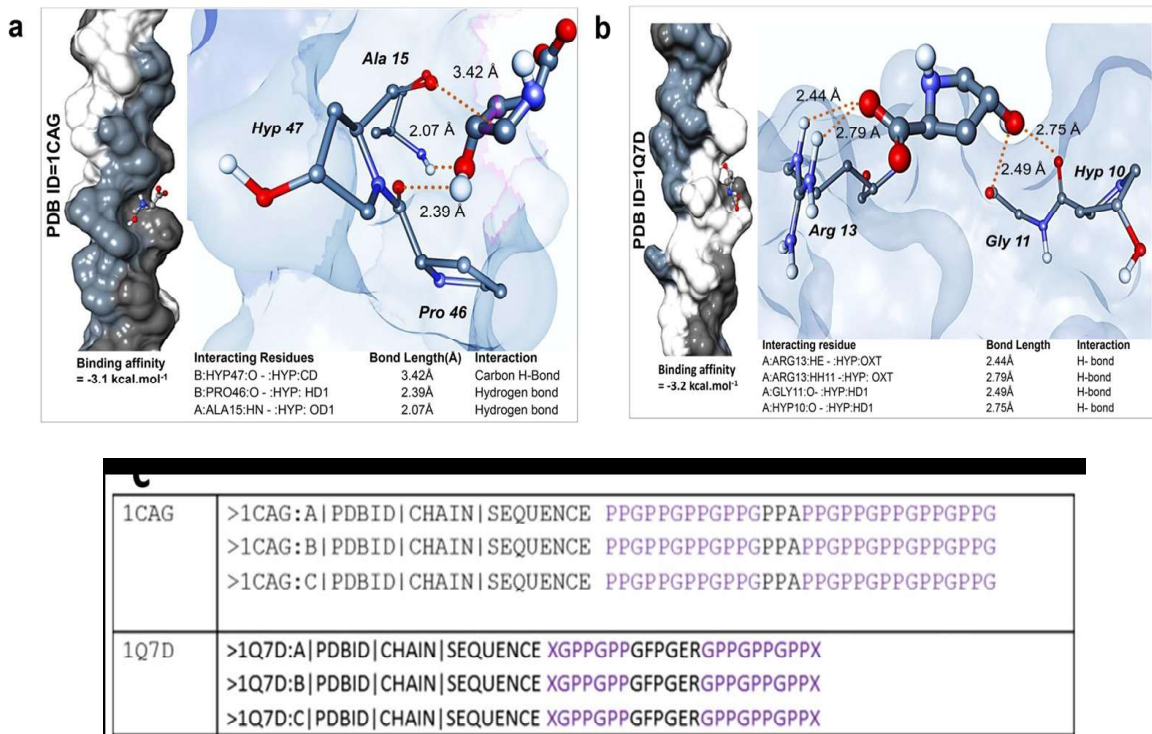 a
PDB ID=1CAG
Ala 15
3.42 Å
Hyp 47
2.07 Å
2.39 Å
Pro 46
Binding affinity
= -3.1 kcal.mol-1
Interacting Residues Bond Length(Å) Interaction
B:HYP47:O - :HYP:CD 3.42Å Carbon H-Bond
B:PRO46:O - :HYP: HD1 2.39Å Hydrogen bond
A:ALA15:HN - :HYP: OD1 2.07Å Hydrogen bond
b
PDB ID=1Q7D
2.44 Å
2.79 Å
2.75 Å
2.49 Å
Hyp 10
Arg 13
Gly 11
Binding affinity
= -3.2 kcal.mol-1
Interacting residue Bond Length Interaction
A:ARG13:HE - :HYP:OXT 2.44Å H- bond
A:ARG13:HH11 -:HYP: OXT 2.79Å H- bond
A:GLY11:O- :HYP:HD1 2.49Å H- bond
A:HYP10:O - :HYP:HD1 2.75Å H- bond
1CAG >1CAG:A|PDBID|CHAIN|SEQUENCE PPGPPGPPGPPGPPAPPGPPGPPGPPGPPG
>1CAG:B|PDBID|CHAIN|SEQUENCE PPGPPGPPGPPGPPAPPGPPGPPGPPGPPG
>1CAG:C|PDBID|CHAIN|SEQUENCE PPGPPGPPGPPGPPAPPGPPGPPGPPGPPG
1Q7D >1Q7D:A|PDBID|CHAIN|SEQUENCE XGPPGPPGFPGERGPPGPPGPPX
>1Q7D:B|PDBID|CHAIN|SEQUENCE XGPPGPPGFPGERGPPGPPGPPX
>1Q7D:C|PDBID|CHAIN|SEQUENCE XGPPGPPGFPGERGPPGPPGPPX